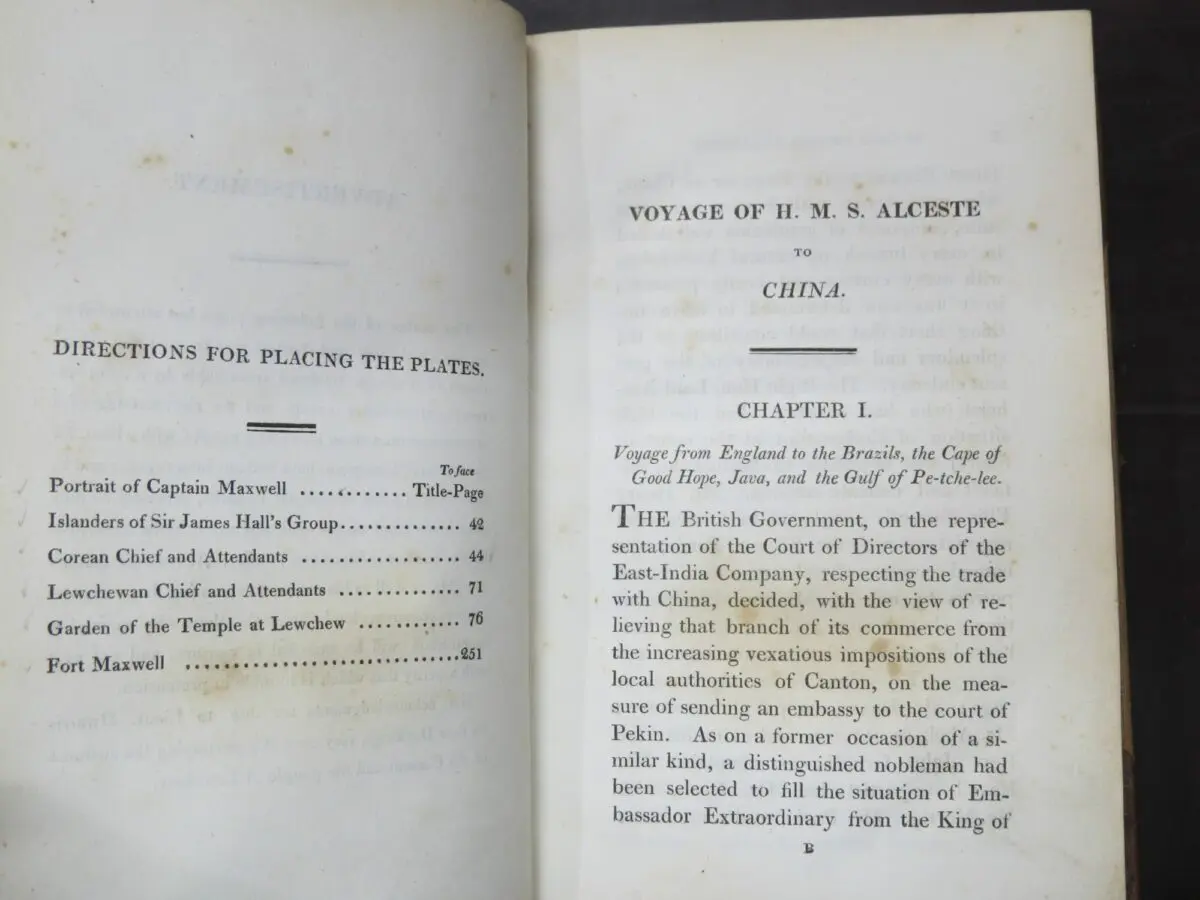 DIRECTIONS FOR PLACING THE PLATES.
To face
Portrait of Captain Maxwell ............ Title-Page
Islanders of Sir James Hall's Group.............. 42
Corean Chief and Attendants .................. 44
Lewchewan Chief and Attendants .............. 71
Garden of the Temple at Lewchew ............ 76
Fort Maxwell ...............................251
VOYAGE OF H. M. S. ALCESTE
TO
CHINA.
CHAPTER I.
Voyage from England to the Brazils, the Cape of
Good Hope, Java, and the Gulf of Pe-tche-lee.
THE British Government, on the repre-
sentation of the Court of Directors of the
East-India Company, respecting the trade
with China, decided, with the view of re-
lieving that branch of its commerce from
the increasing vexatious impositions of the
local authorities of Canton, on the mea-
sure of sending an embassy to the court of
Pekin. As on a former occasion of a si-
milar kind, a distinguished nobleman had
been selected to fill the situation of Em-
bassador Extraordinary from the King of
B